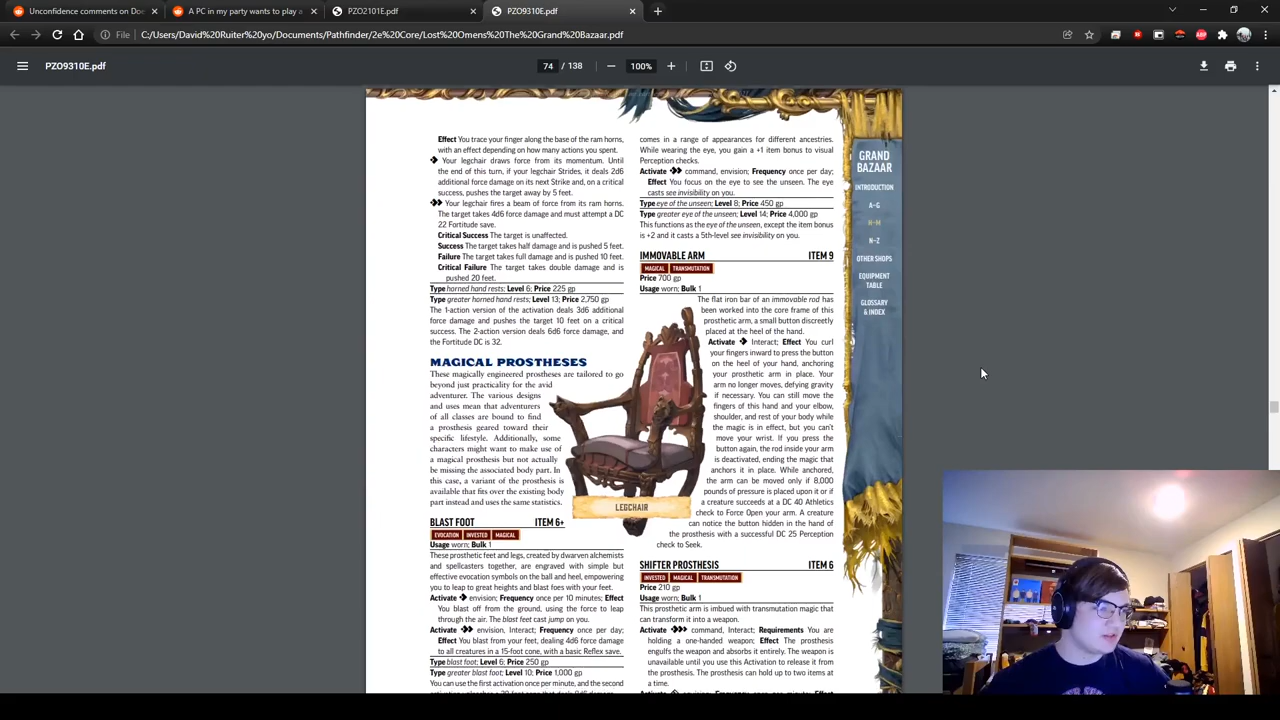 Unconfidence comments on Doe
A PC in my party wants to play a
PZO2101E.pdf
PZO9310E.pdf
File
C:/Users/David%20Ruiter%20yo/Documents/Pathfinder/2e%20Core/Lost%20Omens%20The%20Grand%20Bazaar.pdf
PZO9310E.pdf
74 / 138
100%
Effect You trace your finger along the base of the ram horns,
with an effect depending on how many actions you spent.
Your legchair draws force from its momentum. Until
the end of this turn, if your legchair Strides, it deals 2d6
additional force damage on its next Strike and, on a critical
success, pushes the target away by 5 feet.
Your legchair fires a beam of force from its ram horns.
The target takes 4d6 force damage and must attempt a DC
22 Fortitude save.
Critical Success The target is unaffected.
Success The target takes half damage and is pushed 5 feet.
Failure The target takes full damage and is pushed 10 feet.
Critical Failure The target takes double damage and is
pushed 20 feet.
Type horned hand rests; Level 6; Price 225 gp
Type greater horned hand rests; Level 13; Price 2,750 gp
The 1-action version of the activation deals 3d6 additional
force damage and pushes the target 10 feet on a critical
success. The 2-action version deals 6d6 force damage, and
the Fortitude DC is 32.
MAGICAL PROSTHESES
These magically engineered prostheses are tailored to go
beyond just practicality for the avid
adventurer. The various designs
and uses mean that adventurers
of all classes are bound to find
a prosthesis geared toward their
specific lifestyle. Additionally, some
characters might want to make use of
a magical prosthesis but not actually
be missing the associated body part. In
this case, a variant of the prosthesis is
available that fits over the existing body
part instead and uses the same statistics.
BLAST FOOT ITEM 6+
EVOCATION INVESTED MAGICAL
Usage worn; Bulk 1
These prosthetic feet and legs, created by dwarven alchemists
and spellcasters together, are engraved with simple but
effective evocation symbols on the ball and heel, empowering
you to leap to great heights and blast foes with your feet.
Activate envision; Frequency once per 10 minutes; Effect
You blast off from the ground, using the force to leap
through the air. The blast feet cast jump on you.
Activate envision, Interact; Frequency once per day;
Effect You blast from your feet, dealing 4d6 force damage
to all creatures in a 15-foot cone, with a basic Reflex save.
Type blast foot; Level 6; Price 250 gp
Type greater blast foot; Level 10; Price 1,000 gp
You can use the first activation once per minute, and the second
comes in a range of appearances for different ancestries.
While wearing the eye, you gain a +1 item bonus to visual
Perception checks.
Activate command, envision; Frequency once per day;
Effect You focus on the eye to see the unseen. The eye
casts see invisibility on you.
Type eye of the unseen; Level 8; Price 450 gp
Type greater eye of the unseen; Level 14; Price 4,000 gp
This functions as the eye of the unseen, except the item bonus
is +2 and it casts a 5th-level see invisibility on you.
IMMOVABLE ARM ITEM 9
MAGICAL TRANSMUTATION
Price 700 gp
Usage worn; Bulk 1
The flat iron bar of an immovable rod has
been worked into the core frame of this
prosthetic arm, a small button discreetly
placed at the heel of the hand.
Activate Interact; Effect You curl
your fingers inward to press the button
on the heel of your hand, anchoring
your prosthetic arm in place. Your
arm no longer moves, defying gravity
if necessary. You can still move the
fingers of this hand and your elbow,
shoulder, and rest of your body while
the magic is in effect, but you can't
move your wrist. If you press the
button again, the rod inside your arm
is deactivated, ending the magic that
anchors it in place. While anchored,
the arm can be moved only if 8,000
pounds of pressure is placed upon it or if
a creature succeeds at a DC 40 Athletics
check to Force Open your arm. A creature
can notice the button hidden in the hand of
the prosthesis with a successful DC 25 Perception
check to Seek.
LEGCHAIR
SHIFTER PROSTHESIS ITEM 6
INVESTED MAGICAL TRANSMUTATION
Price 210 gp
Usage worn; Bulk 1
This prosthetic arm is imbued with transmutation magic that
can transform it into a weapon.
Activate command, Interact; Requirements You are
holding a one-handed weapon; Effect The prosthesis
engulfs the weapon and absorbs it entirely. The weapon is
unavailable until you use this Activation to release it from
the prosthesis. The prosthesis can hold up to two items at
a time.
GRAND
BAZAAR
INTRODUCTION
A–G
H–M
N–Z
OTHER SHOPS
EQUIPMENT
TABLE
GLOSSARY
& INDEX